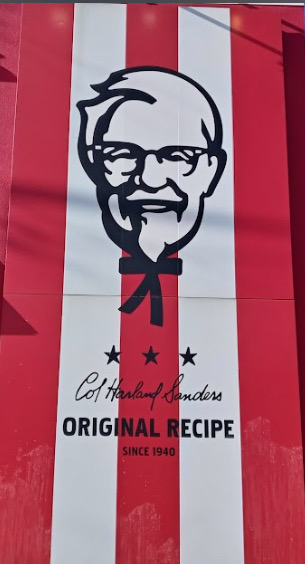 Col Harland Sanders
ORIGINAL RECIPE
SINCE 1940